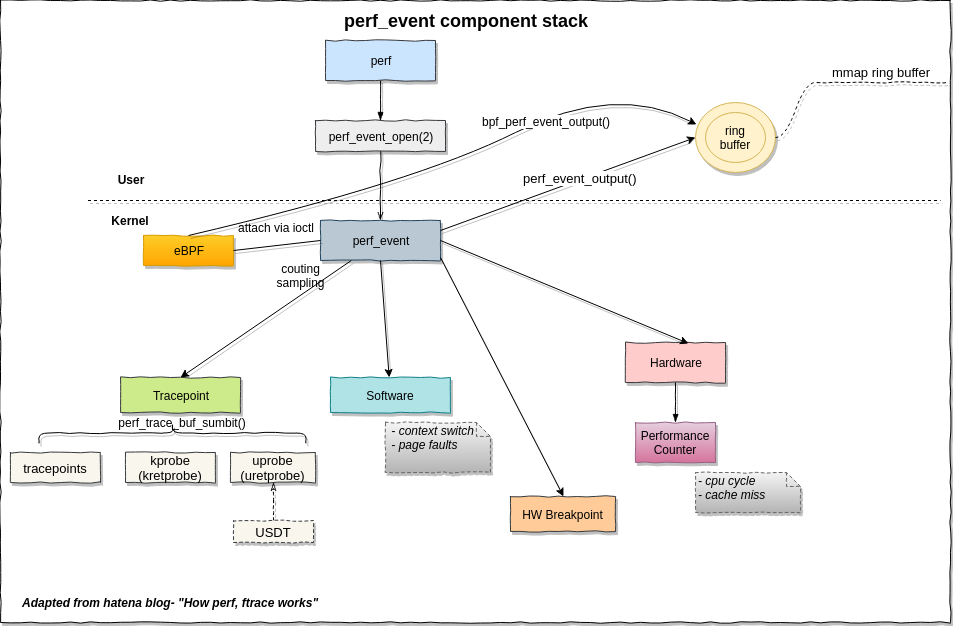 perf_event component stack
perf
mmap ring buffer
bpf_perf_event_output()
ring
buffer
perf_event_open(2)
User
perf_event_output()
Kernel
attach via ioctl
eBPF
perf_event
couting
sampling
Hardware
Tracepoint
Software
perf_trace_buf_sumbit()
- context switch
- page faults
Performance
Counter
tracepoints
kprobe
(kretprobe)
uprobe
(uretprobe)
- cpu cycle
- cache miss
HW Breakpoint
USDT
Adapted from hatena blog- "How perf, ftrace works"